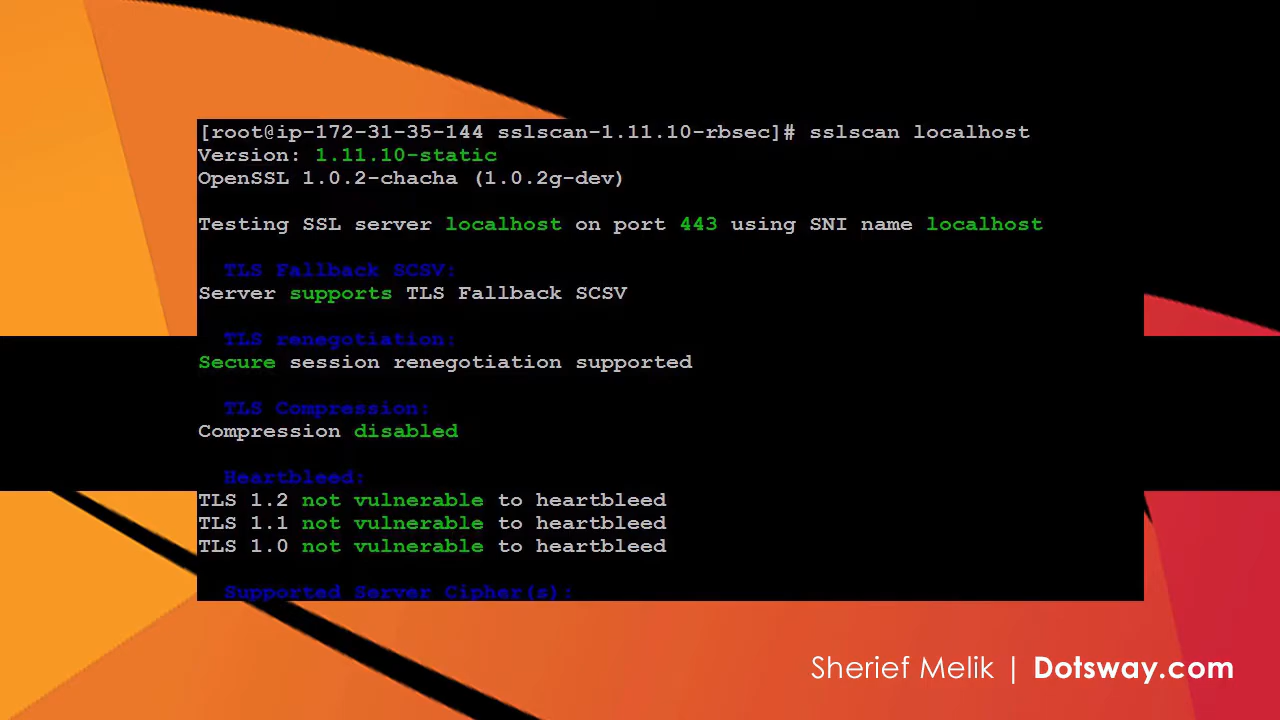 [root@ip-172-31-35-144 sslscan-1.11.10-rbsec]# sslscan localhost
Version: 1.11.10-static
OpenSSL 1.0.2-chacha (1.0.2g-dev)
Testing SSL server localhost on port 443 using SNI name localhost
TLS Fallback SCSV:
Server supports TLS Fallback SCSV
TLS renegotiation:
Secure session renegotiation supported
TLS Compression:
Compression disabled
Heartbleed:
TLS 1.2 not vulnerable to heartbleed
TLS 1.1 not vulnerable to heartbleed
TLS 1.0 not vulnerable to heartbleed
Supported Server Cipher(s):
Sherief Melik | Dotsway.com